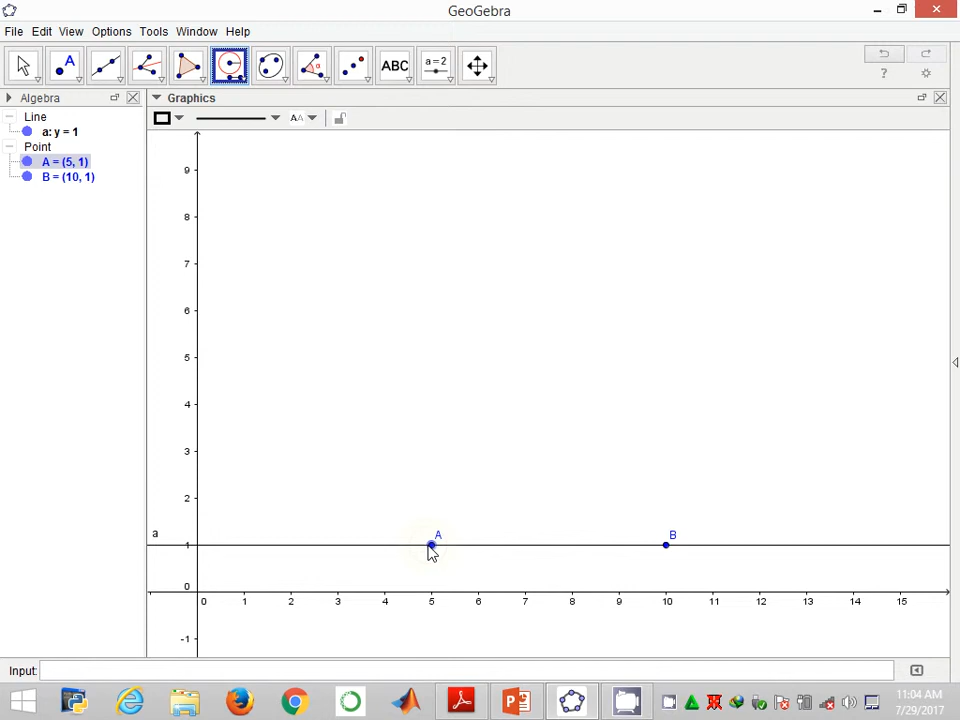 GeoGebra
File Edit View Options Tools Window Help
A ABC a = 2
?
Algebra
Graphics
AA
Line
a: y = 1
Point
A = (5, 1)
B = (10, 1)
9
8
7
6
5
4
3
2
1
0
-1
a
A
B
0 1 2 3 4 5 6 7 8 9 10 11 12 13 14 15
Input:
11:04 AM
7/29/2017